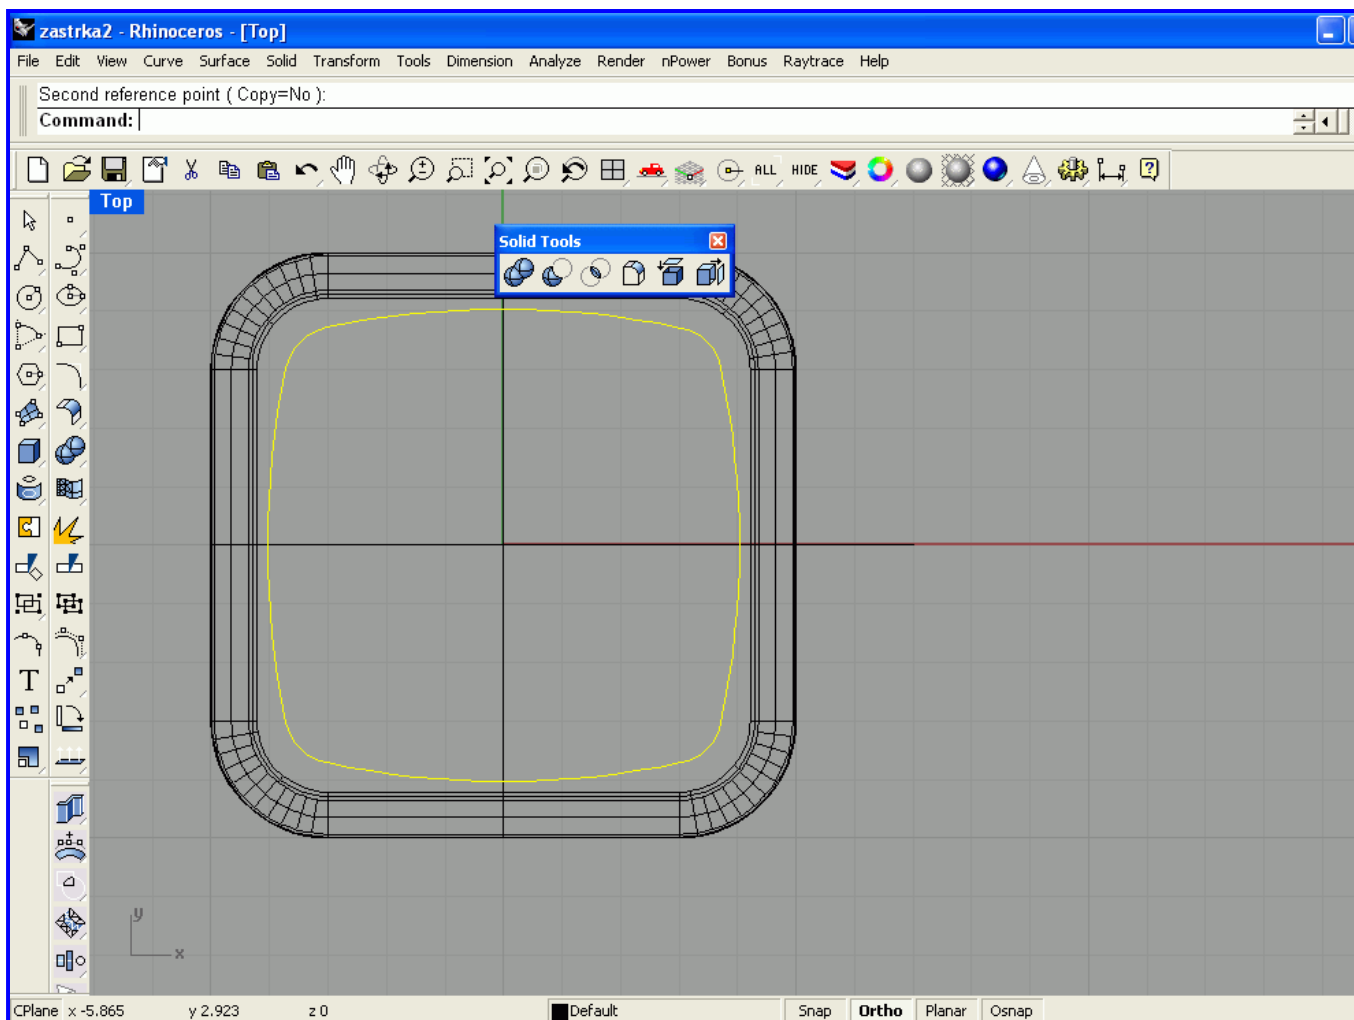 zastrka2 - Rhinoceros - [Top]
File Edit View Curve Surface Solid Transform Tools Dimension Analyze Render nPower Bonus Raytrace Help
Second reference point ( Copy=No ):
Command:
ALL HIDE
Top
Solid Tools
T
y
x
CPlane x -5.865 y 2.923 z 0 Default Snap Ortho Planar Osnap